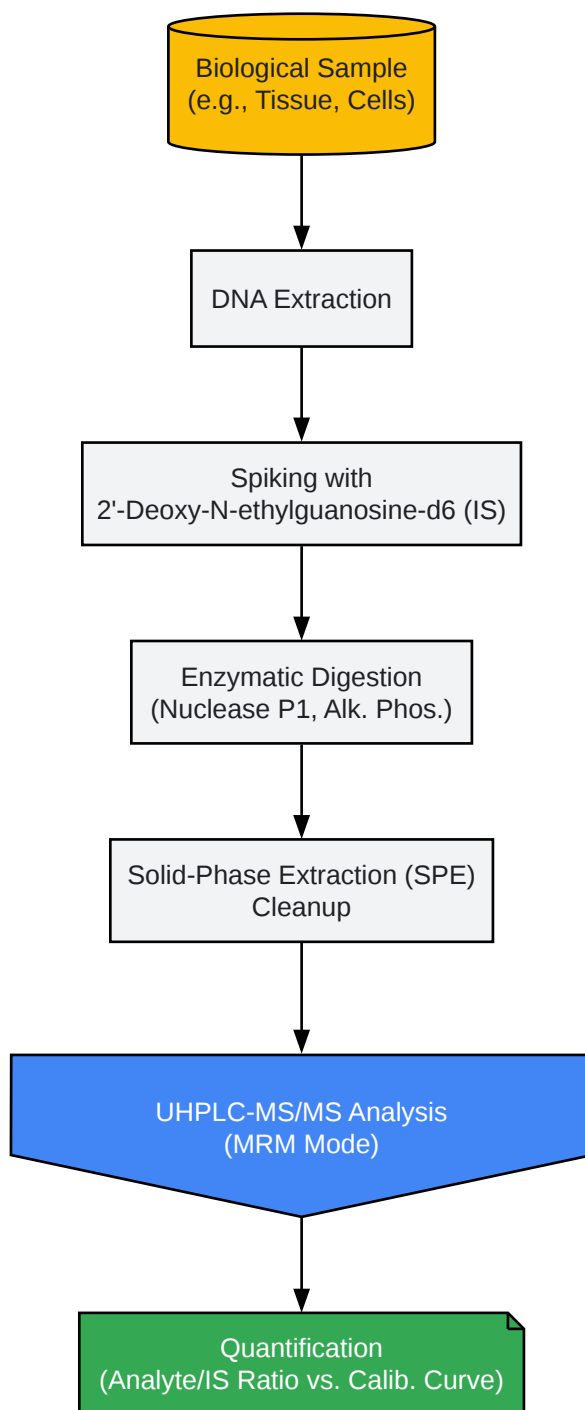 Biological Sample
(e.g., Tissue, Cells)
DNA Extraction
Spiking with
2'-Deoxy-N-ethylguanosine-d6 (IS)
Enzymatic Digestion
(Nuclease P1, Alk. Phos.)
Solid-Phase Extraction (SPE)
Cleanup
UHPLC-MS/MS Analysis
(MRM Mode)
Quantification
(Analyte/IS Ratio vs. Calib. Curve)